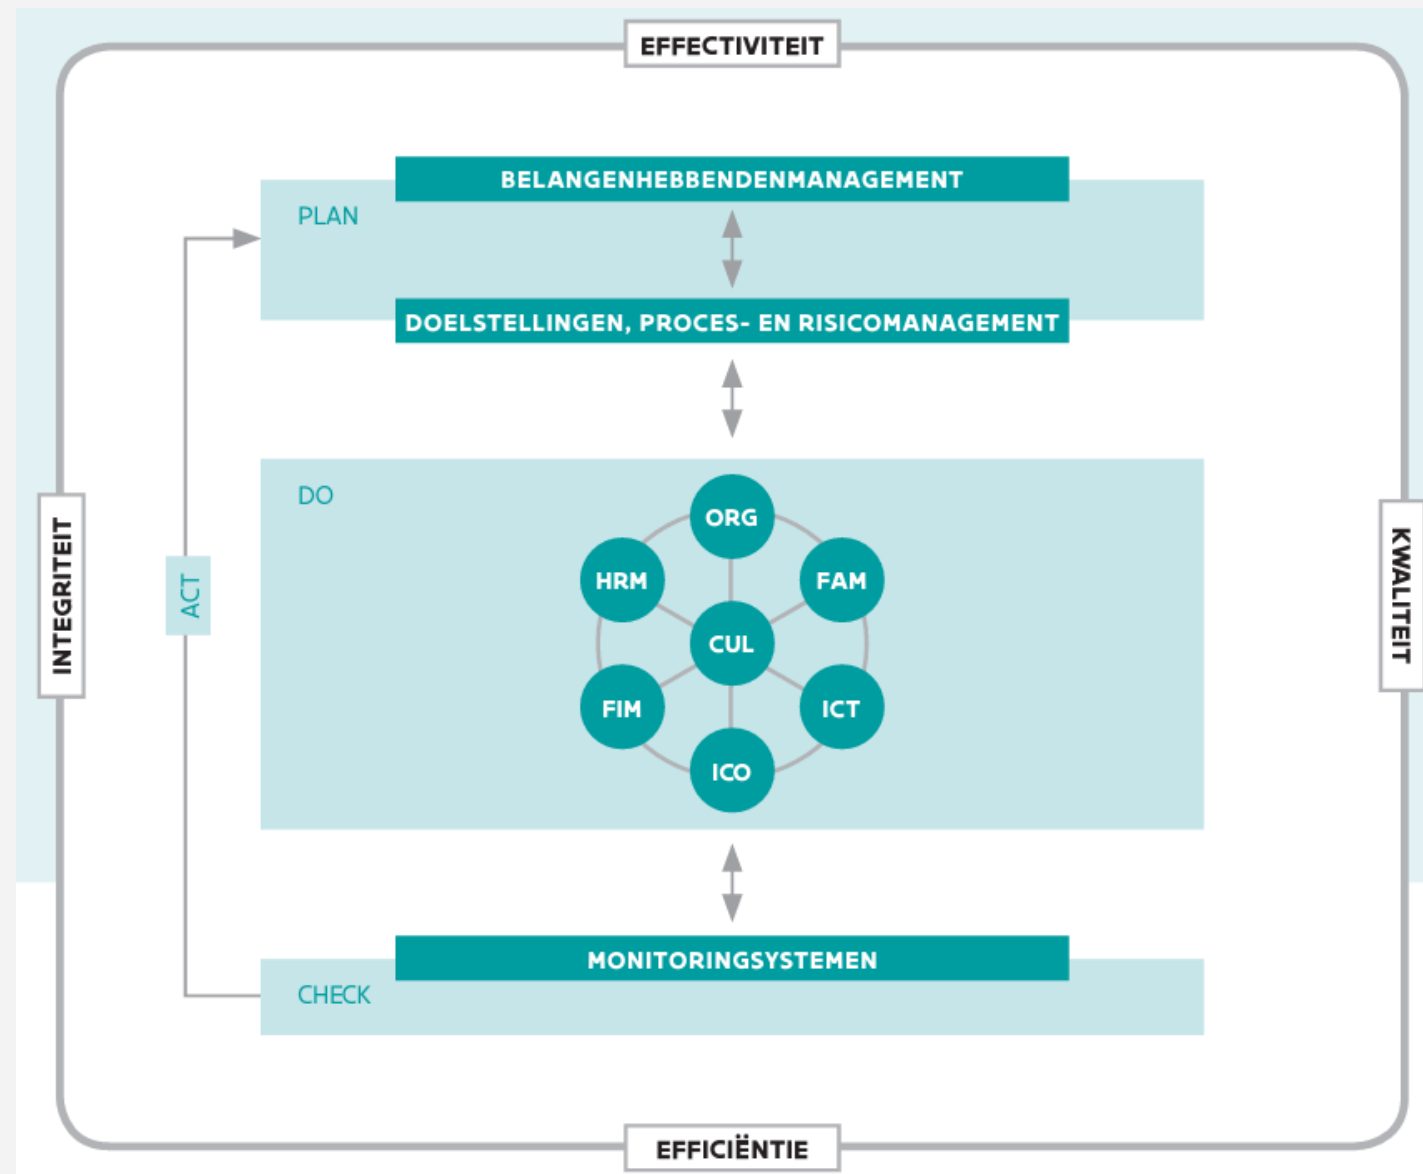 EFFECTIVITEIT
BELANGENHEBBENDENMANAGEMENT
PLAN
DOELSTELLINGEN, PROCES- EN RISICOMANAGEMENT
DO
ORG
HRM
FAM
CUL
FIM
ICT
ICO
INTEGRITEIT
ACT
KWALITEIT
MONITORINGSYSTEMEN
CHECK
EFFICIËNTIE